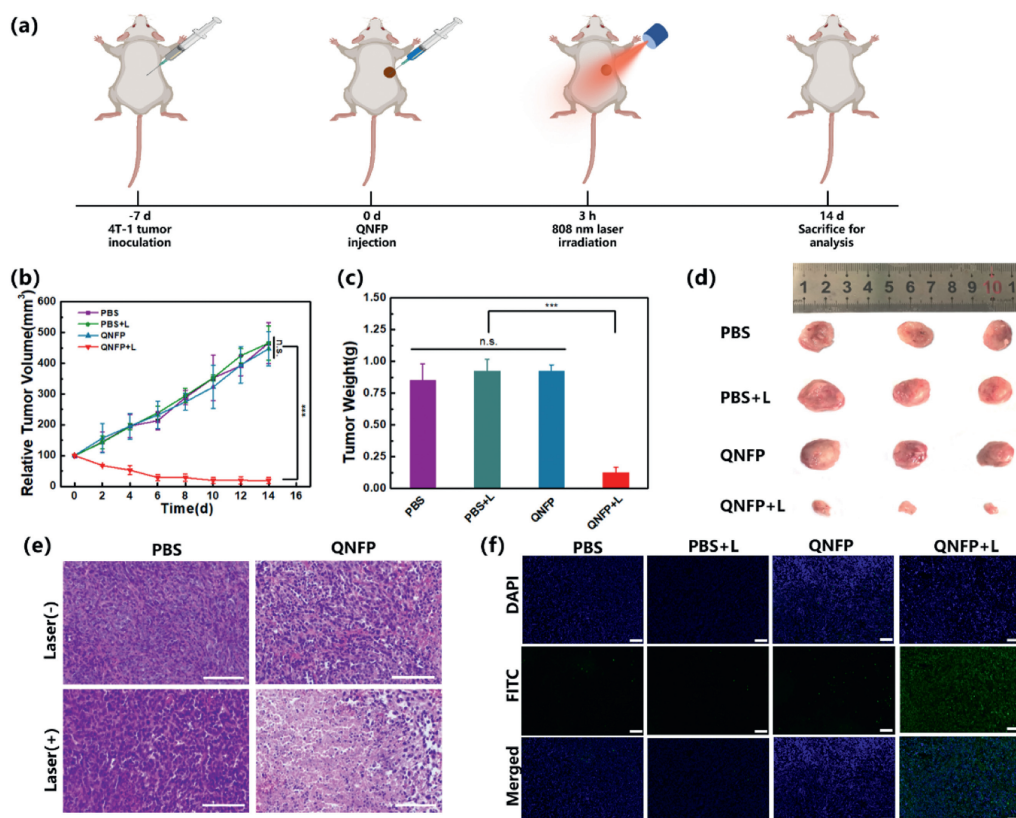 (a)
-7 d
4T-1 tumor
inoculation
0 d
QNFP
injection
3 h
808 nm laser
irradiation
14 d
Sacrifice for
analysis
(b)
Relative Tumor Volume(mm³)
600
500
400
300
200
100
0
PBS
PBS+L
QNFP
QNFP+L
n.s
***
0 2 4 6 8 10 12 14 16
Time(d)
(c)
Tumor Weight(g)
1.50
1.25
1.00
0.75
0.50
0.25
0.00
***
n.s.
PBS
PBS+L
QNFP
QNFP+L
(d)
1 2 3 4 5 6 7 8 9 10 1
PBS
PBS+L
QNFP
QNFP+L
(e)
PBS QNFP
Laser(-)
Laser(+)
(f)
PBS PBS+L QNFP QNFP+L
DAPI
FITC
Merged